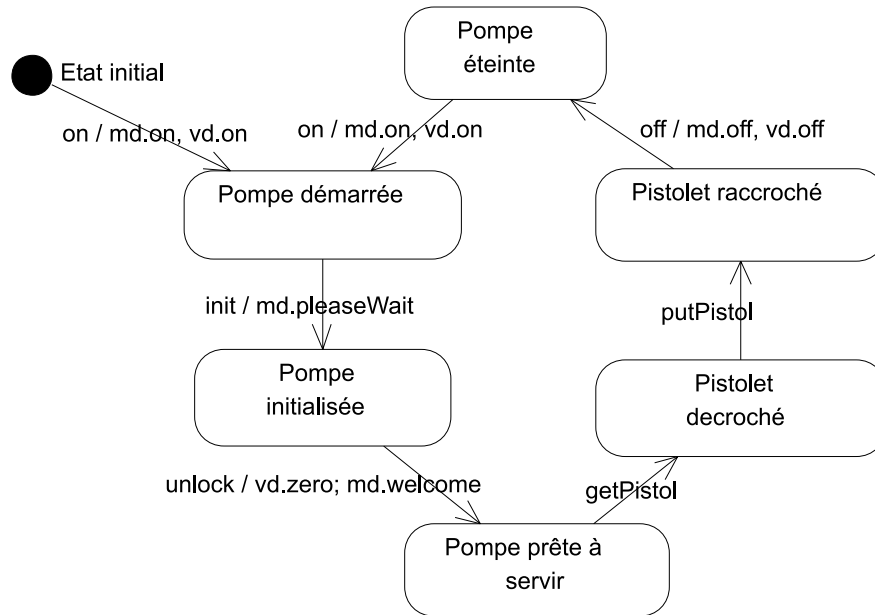 Pompe
éteinte
Etat initial
on / md.on, vd.on
on / md.on, vd.on
off / md.off, vd.off
Pompe démarrée
Pistolet raccroché
init / md.pleaseWait
putPistol
Pompe
initialisée
Pistolet
decroché
unlock / vd.zero; md.welcome
getPistol
Pompe prête à
servir